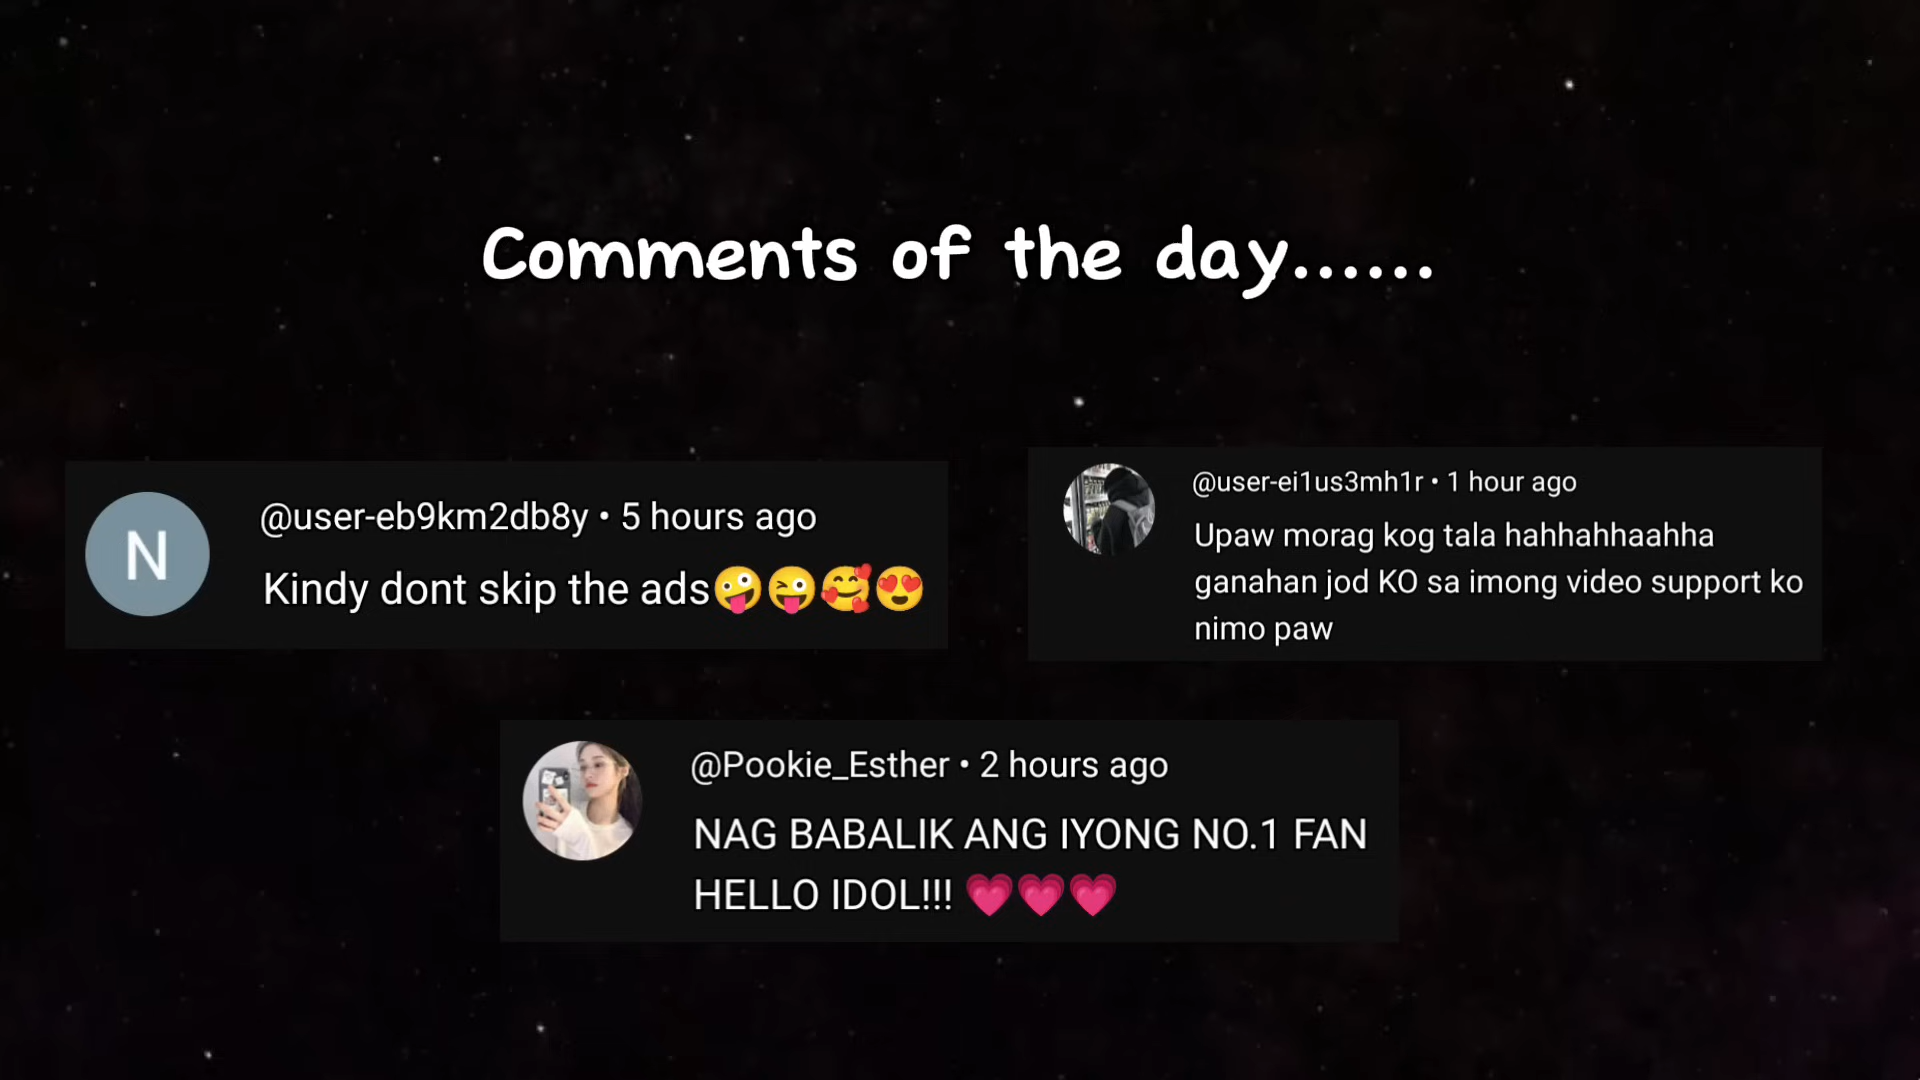 Comments of the day......
N
@user-eb9km2db8y • 5 hours ago
Kindy dont skip the ads🤪😜🥰😍
@user-ei1us3mh1r • 1 hour ago
Upaw morag kog tala hahhahhaahha
ganahan jod KO sa imong video support ko
nimo paw
@Pookie_Esther • 2 hours ago
NAG BABALIK ANG IYONG NO.1 FAN
HELLO IDOL!!! 💗💗💗